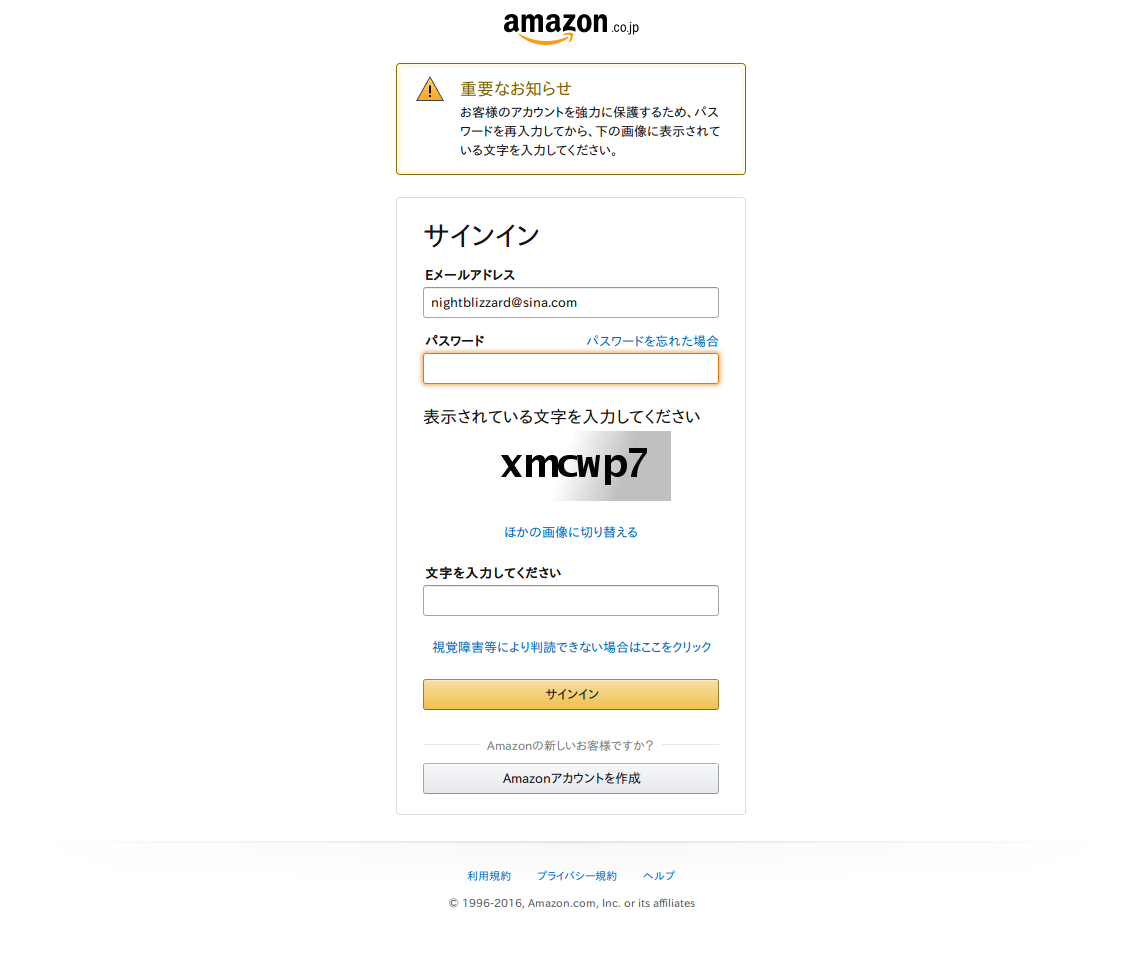 amazon.co.jp
重要なお知らせ
お客様のアカウントを強力に保護するため、パス
ワードを再入力してから、下の画像に表示されて
いる文字を入力してください。
サインイン
Eメールアドレス
nightblizzard@sina.com
パスワード パスワードを忘れた場合
表示されている文字を入力してください
xmcwp7
ほかの画像に切り替える
文字を入力してください
視覚障害等により判読できない場合はここをクリック
サインイン
Amazonの新しいお客様ですか?
Amazonアカウントを作成
利用規約 プライバシー規約 ヘルプ
© 1996-2016, Amazon.com, Inc. or its affiliates